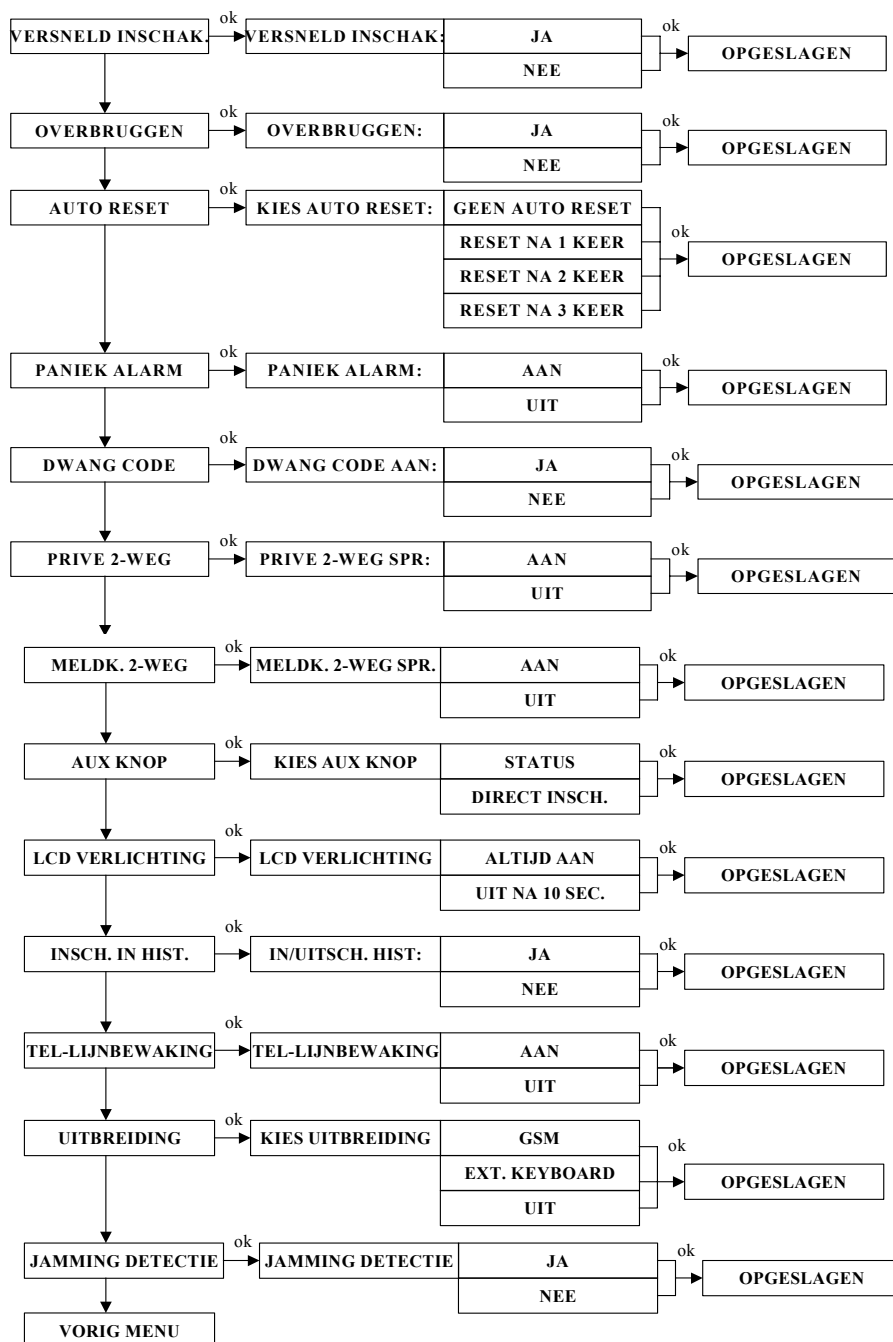 ok ok
VERSNELD INSCHAK. VERSNELD INSCHAK: JA
NEE
OPGESLAGEN
ok ok
OVERBRUGGEN OVERBRUGGEN: JA
NEE
OPGESLAGEN
ok
AUTO RESET KIES AUTO RESET: GEEN AUTO RESET
RESET NA 1 KEER
RESET NA 2 KEER
RESET NA 3 KEER
ok
OPGESLAGEN
ok ok
PANIEK ALARM PANIEK ALARM: AAN
UIT
OPGESLAGEN
ok ok
DWANG CODE DWANG CODE AAN: JA
NEE
OPGESLAGEN
ok ok
PRIVE 2-WEG PRIVE 2-WEG SPR: AAN
UIT
OPGESLAGEN
ok ok
MELDK. 2-WEG MELDK. 2-WEG SPR. AAN
UIT
OPGESLAGEN
ok ok
AUX KNOP KIES AUX KNOP STATUS
DIRECT INSCH.
OPGESLAGEN
ok ok
LCD VERLICHTING LCD VERLICHTING ALTIJD AAN
UIT NA 10 SEC.
OPGESLAGEN
ok ok
INSCH. IN HIST. IN/UITSCH. HIST: JA
NEE
OPGESLAGEN
ok ok
TEL-LIJNBEWAKING TEL-LIJNBEWAKING AAN
UIT
OPGESLAGEN
ok ok
UITBREIDING KIES UITBREIDING GSM
EXT. KEYBOARD
UIT
OPGESLAGEN
ok ok
JAMMING DETECTIE JAMMING DETECTIE JA
NEE
OPGESLAGEN
VORIG MENU